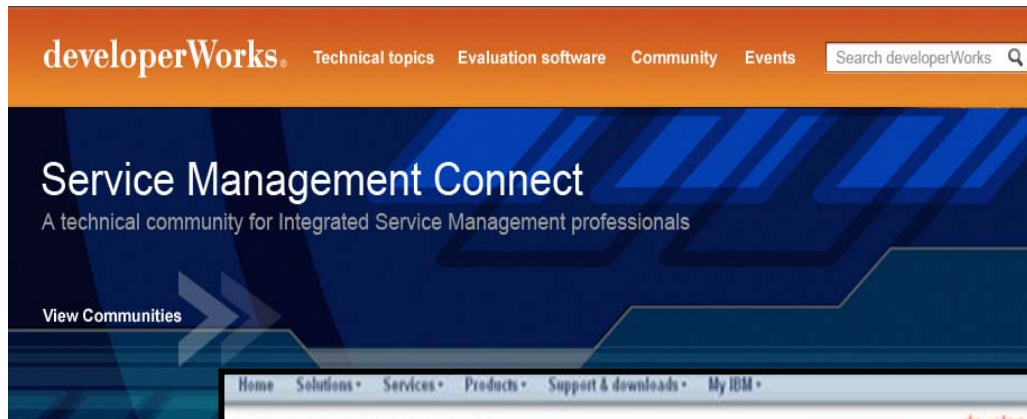 developerWorks® Technical topics Evaluation software Community Events Search developerWorks
Service Management Connect
A technical community for Integrated Service Management professionals
View Communities
Home Solutions Services Products Support & downloads My IBM